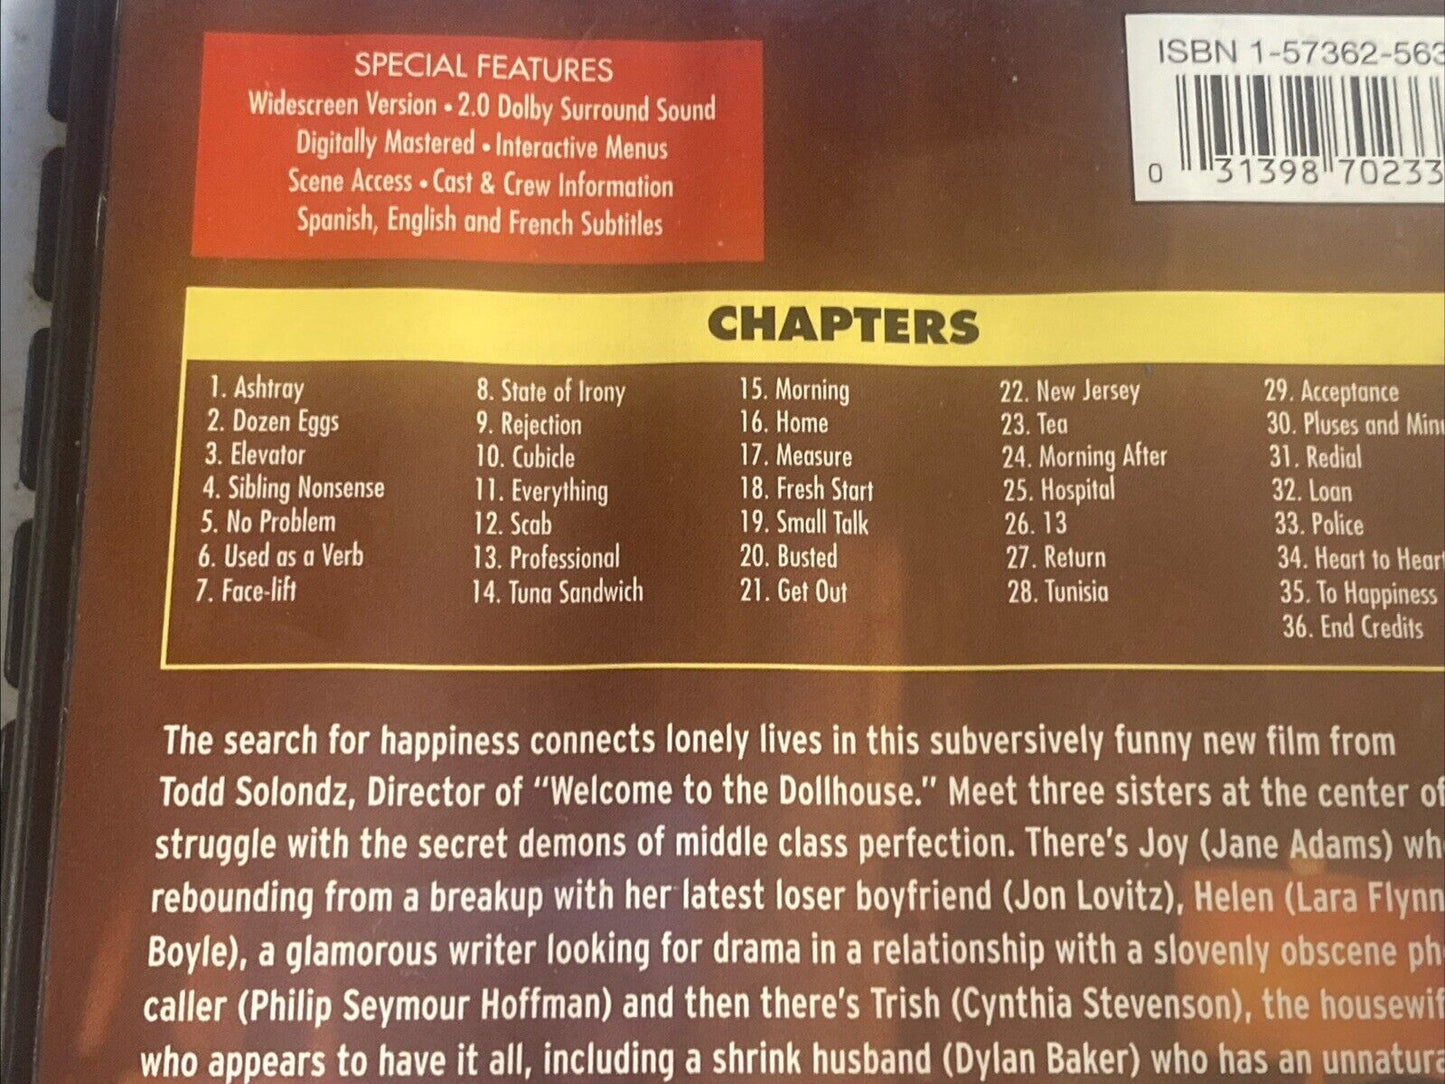 SPECIAL FEATURES
Widescreen Version • 2.0 Dolby Surround Sound
Digitally Mastered • Interactive Menus
Scene Access • Cast & Crew Information
Spanish, English and French Subtitles
ISBN 1-57362-563
0 31398 70233
CHAPTERS
1. Ashtray
2. Dozen Eggs
3. Elevator
4. Sibling Nonsense
5. No Problem
6. Used as a Verb
7. Face-lift
8. State of Irony
9. Rejection
10. Cubicle
11. Everything
12. Scab
13. Professional
14. Tuna Sandwich
15. Morning
16. Home
17. Measure
18. Fresh Start
19. Small Talk
20. Busted
21. Get Out
22. New Jersey
23. Tea
24. Morning After
25. Hospital
26. 13
27. Return
28. Tunisia
29. Acceptance
30. Pluses and
31. Redial
32. Loan
33. Police
34. Heart to Heart
35. To Happiness
36. End Credits
The search for happiness connects lonely lives in this subversively funny new film from
Todd Solondz, Director of "Welcome to the Dollhouse." Meet three sisters at the center of
struggle with the secret demons of middle class perfection. There's Joy (Jane Adams)
rebounding from a breakup with her latest loser boyfriend (Jon Lovitz), Helen (Lara Flynn
Boyle), a glamorous writer looking for drama in a relationship with a slovenly obscene
caller (Philip Seymour Hoffman) and then there's Trish (Cynthia Stevenson), the
who appears to have it all, including a shrink husband (Dylan Baker) who has an